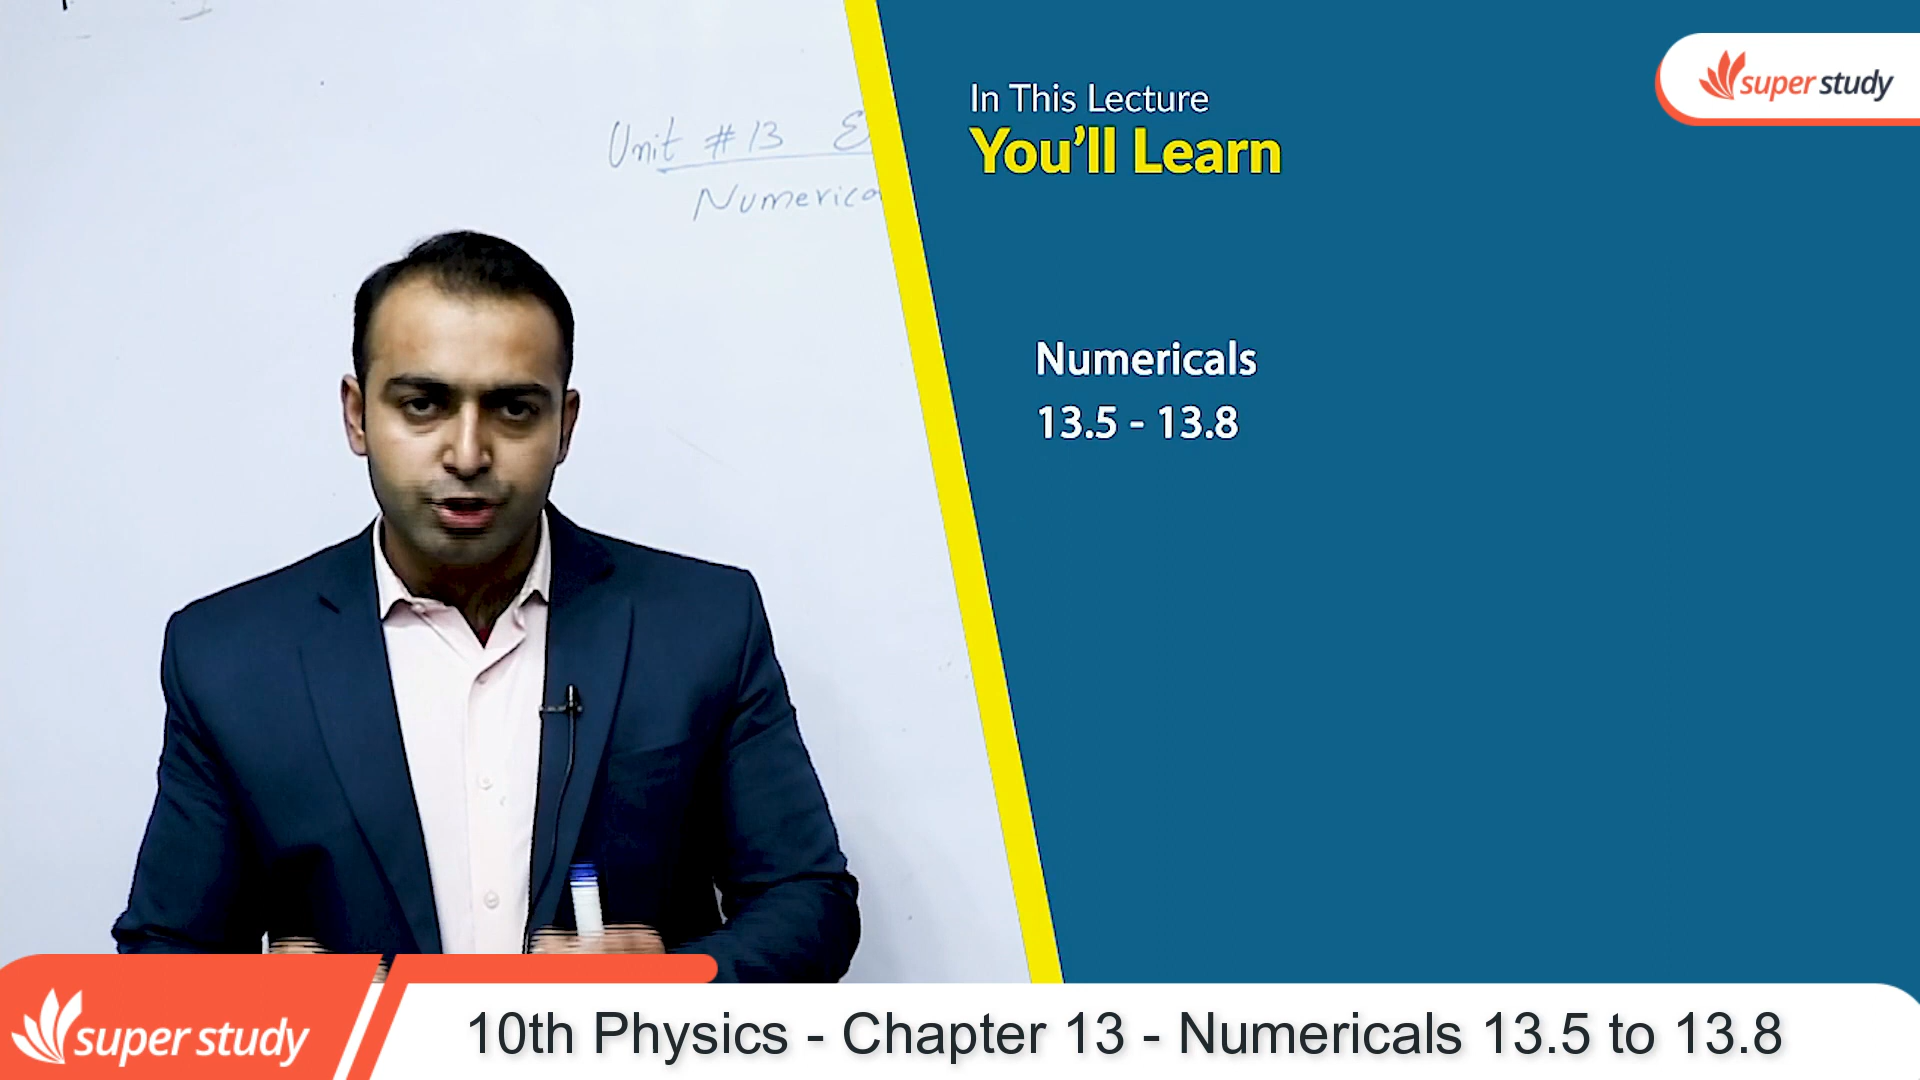 Unit #13
In This Lecture
You'll Learn
super study
Numericals
13.5 - 13.8
super study
10th Physics - Chapter 13 - Numericals 13.5 to 13.8